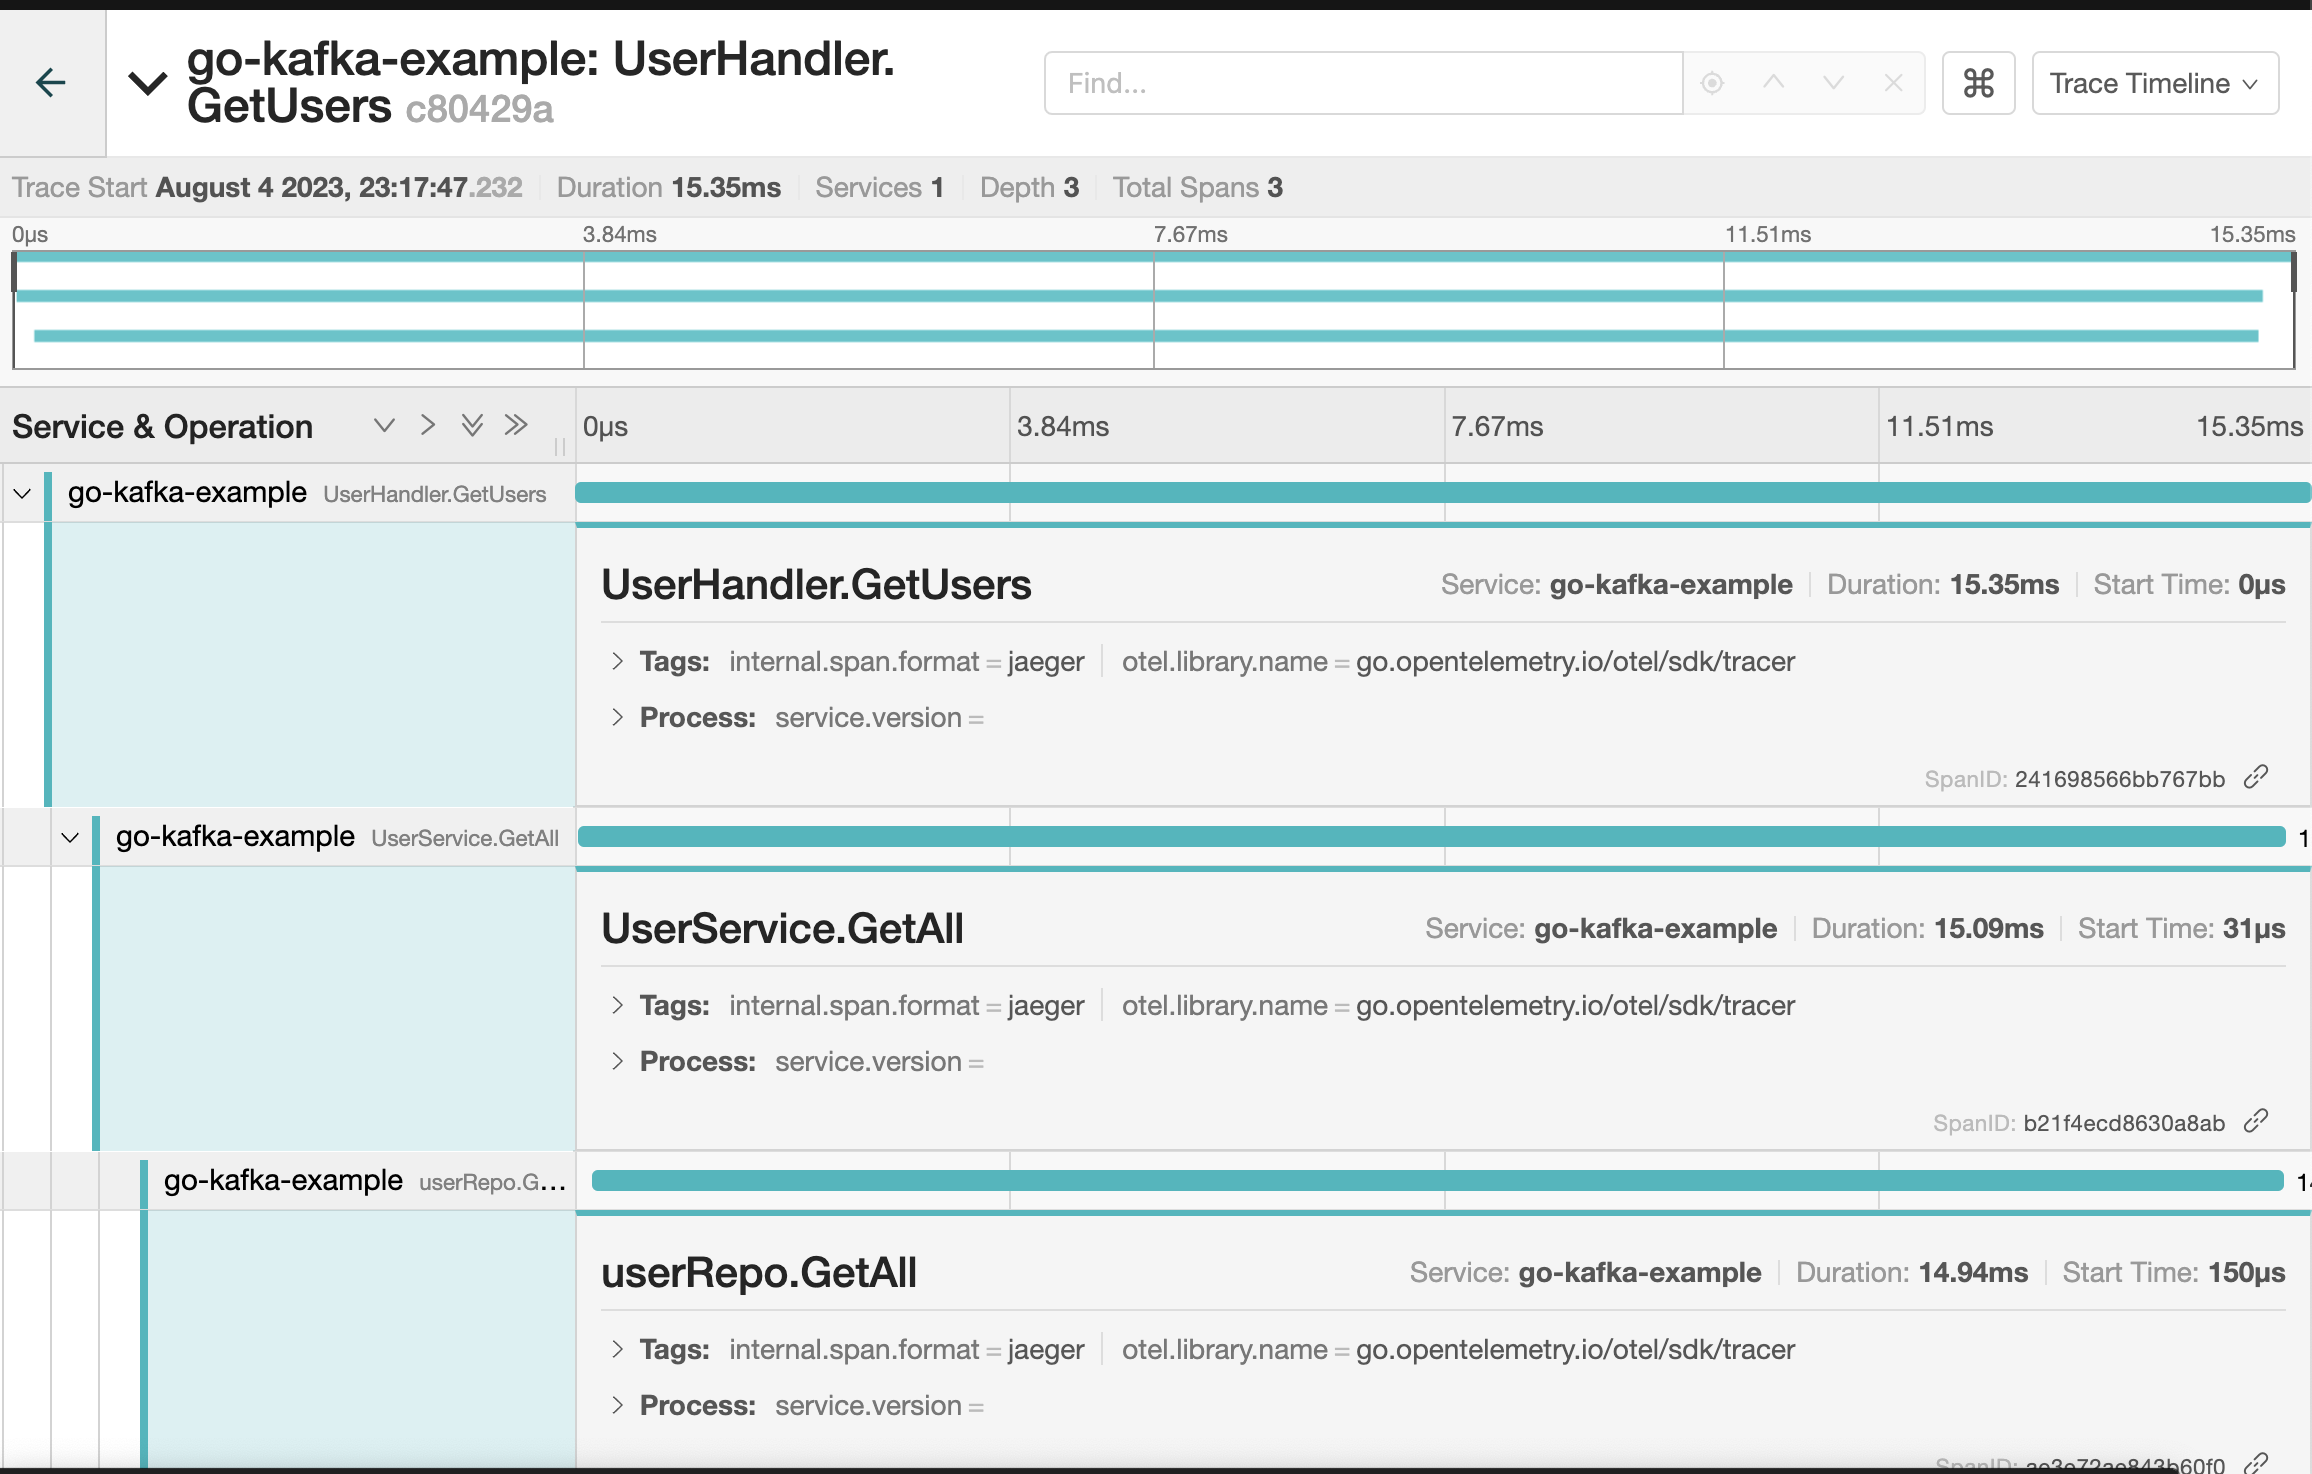 go-kafka-example: UserHandler.
GetUsers c80429a
Find...
⌘
Trace Timeline
Trace Start August 4 2023, 23:17:47.232 Duration 15.35ms Services 1 Depth 3 Total Spans 3
0μs 3.84ms 7.67ms 11.51ms 15.35ms
Service & Operation 0μs 3.84ms 7.67ms 11.51ms 15.35ms
go-kafka-example UserHandler.GetUsers
UserHandler.GetUsers Service: go-kafka-example Duration: 15.35ms Start Time: 0μs
Tags: internal.span.format = jaeger otel.library.name = go.opentelemetry.io/otel/sdk/tracer
Process: service.version =
SpanID: 241698566bb767bb
go-kafka-example UserService.GetAll 1
UserService.GetAll Service: go-kafka-example Duration: 15.09ms Start Time: 31μs
Tags: internal.span.format = jaeger otel.library.name = go.opentelemetry.io/otel/sdk/tracer
Process: service.version =
SpanID: b21f4ecd8630a8ab
go-kafka-example userRepo.G...
userRepo.GetAll Service: go-kafka-example Duration: 14.94ms Start Time: 150μs
Tags: internal.span.format = jaeger otel.library.name = go.opentelemetry.io/otel/sdk/tracer
Process: service.version =
SpanID: